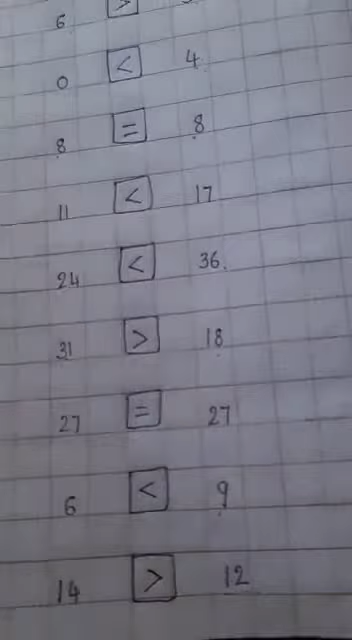 6 >
0 < 4
8 = 8
11 < 17
24 < 36.
31 > 18
27 = 27
6 < 9
14 > 12